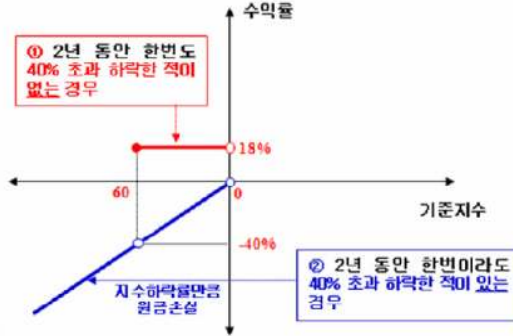 수익률
① 2년 동안 한번도
40% 초과 하락한 적이
없는 경우
18%
60
0
기준지수
-40%
② 2년 동안 한번이라도
40% 초과 하락한 적이 있는
경우
지수하락률만큼
원금손실